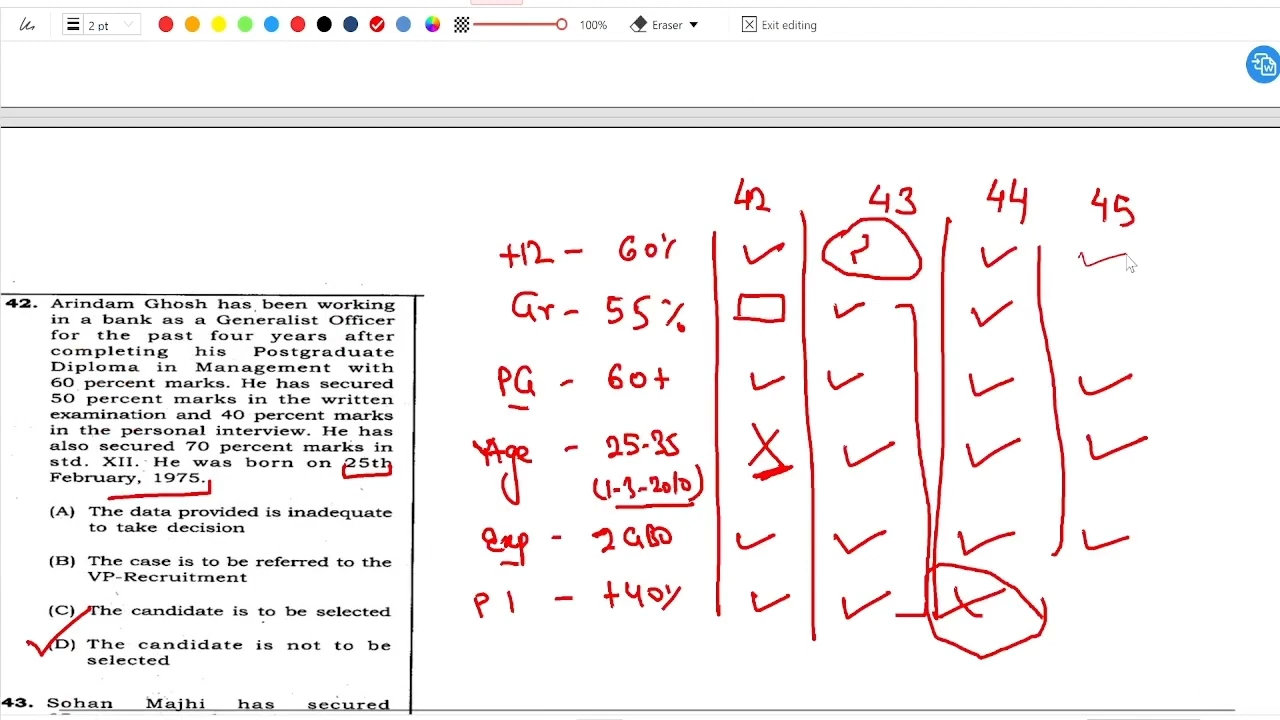 2 pt
100%
Eraser
Exit editing
42 43 44 45
+12 - 60% ✓ ? ✓ ✓
Gr - 55% ✓ ✓
PG - 60+ ✓ ✓ ✓ ✓
Age - 25-35 X ✓ ✓ ✓
(1-3-2010)
Exp - 2 GBO ✓ ✓ ✓ ✓
PI - +40% ✓ ✓ X
42. Arindam Ghosh has been working
in a bank as a Generalist Officer
for the past four years after
completing his Postgraduate
Diploma in Management with
60 percent marks. He has secured
50 percent marks in the written
examination and 40 percent marks
in the personal interview. He has
also secured 70 percent marks in
std. XII. He was born on 25th
February, 1975.
(A) The data provided is inadequate
to take decision
(B) The case is to be referred to the
VP-Recruitment
(C) The candidate is to be selected
(D) The candidate is not to be
selected
43. Sohan Majhi has secured